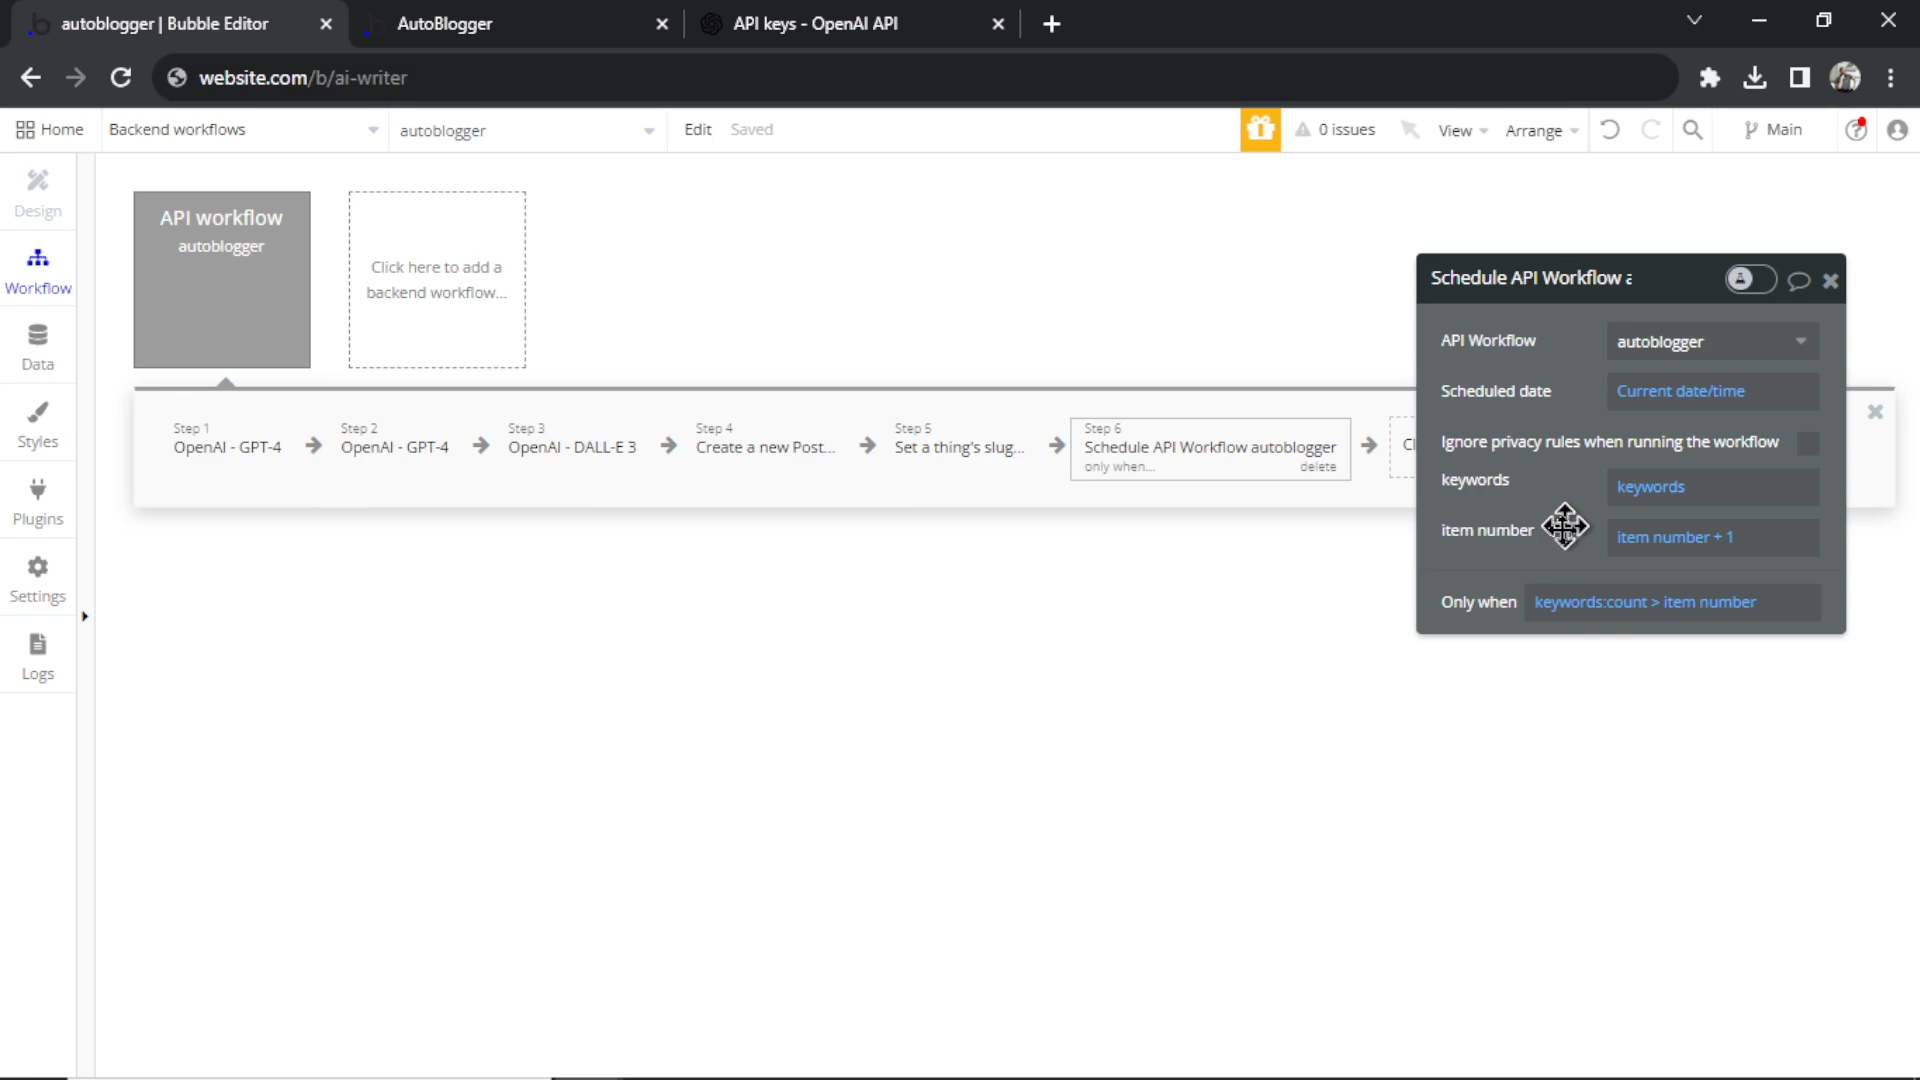 autoblogger | Bubble Editor
AutoBlogger
API keys - OpenAI API
website.com/b/ai-writer
Home
Backend workflows
autoblogger
Edit
Saved
0 issues
View
Arrange
Main
Design
Workflow
Data
Styles
Plugins
Settings
Logs
API workflow
autoblogger
Click here to add a
backend workflow...
Step 1
OpenAI - GPT-4
Step 2
OpenAI - GPT-4
Step 3
OpenAI - DALL-E 3
Step 4
Create a new Post...
Step 5
Set a thing's slug...
Step 6
Schedule API Workflow autoblogger
only when...
delete
Cl
Schedule API Workflow a
API Workflow
autoblogger
Scheduled date
Current date/time
Ignore privacy rules when running the workflow
keywords
keywords
item number
item number + 1
Only when
keywords:count > item number